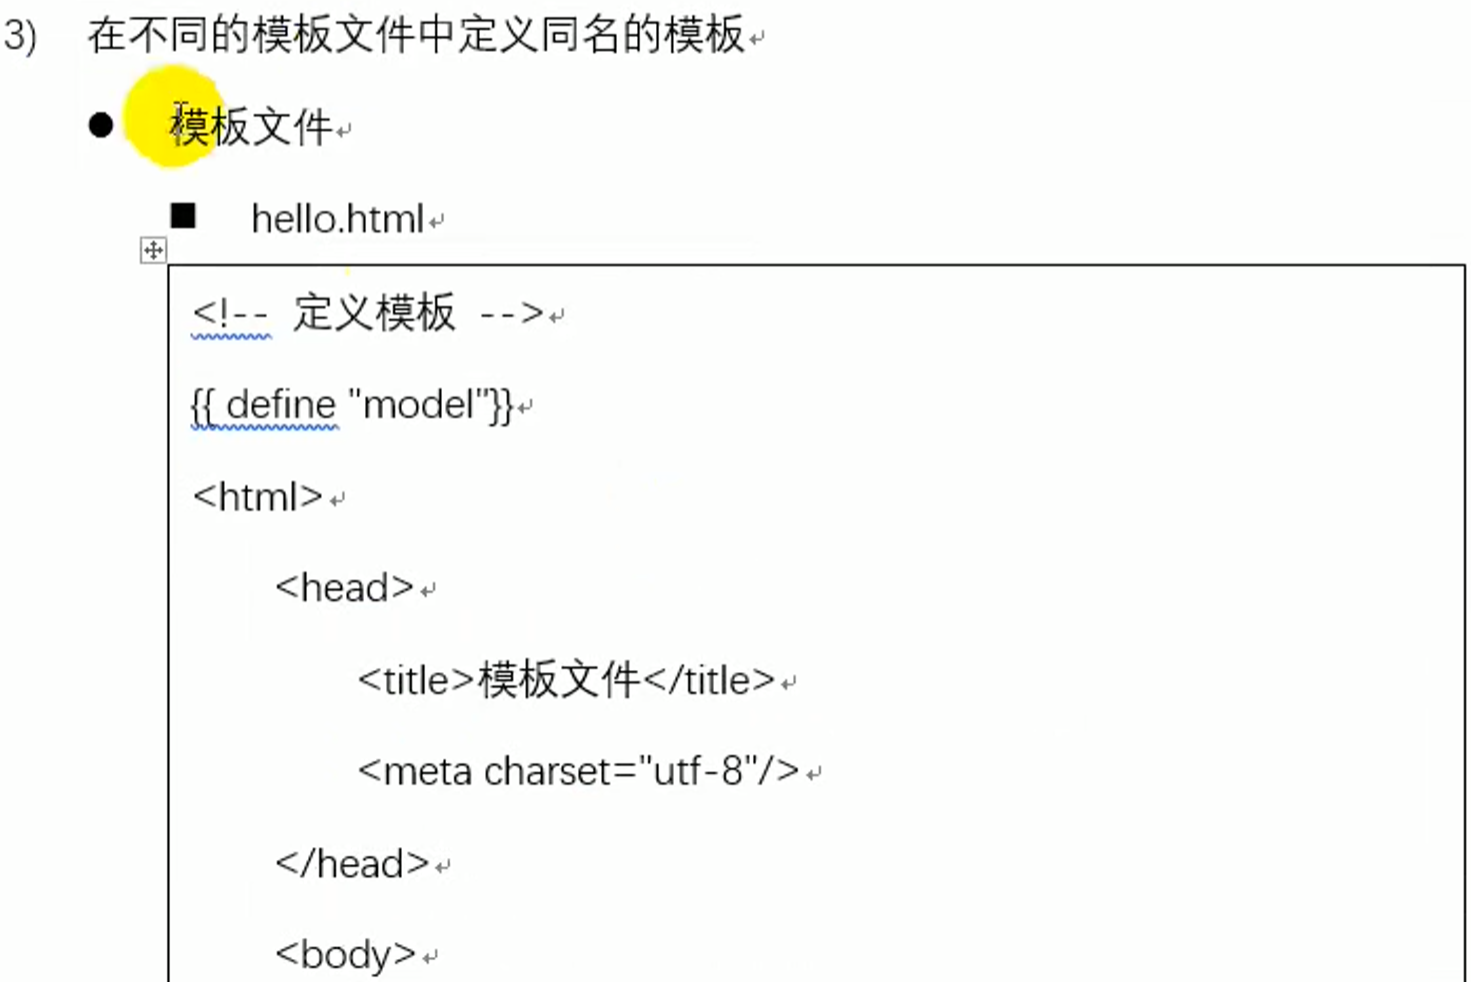 3) 在不同的模板文件中定义同名的模板
● 模板文件
■ hello.html
<!-- 定义模板 -->
{{ define "model"}}
<html>
<head>
<title>模板文件</title>
<meta charset="utf-8"/>
</head>
<body>